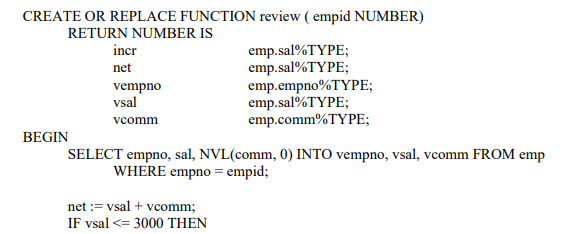 CREATE OR REPLACE FUNCTION review ( empid NUMBER)
RETURN NUMBER IS
incr emp.sal%TYPE;
net emp.sal%TYPE;
vempno emp.empno%TYPE;
vsal emp.sal%TYPE;
vcomm emp.comm%TYPE;
BEGIN
SELECT empno, sal, NVL(comm, 0) INTO vempno, vsal, vcomm FROM emp
WHERE empno = empid;
net := vsal + vcomm;
IF vsal <= 3000 THEN